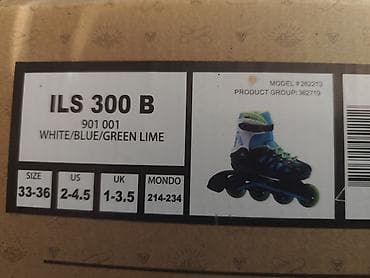 ILS 300 B
901 001
WHITE/BLUE/GREEN LIME
MODEL # 262213
PRODUCT GROUP: 362719
SIZE US UK MONDO
33-36 2-4.5 1-3.5 214-234